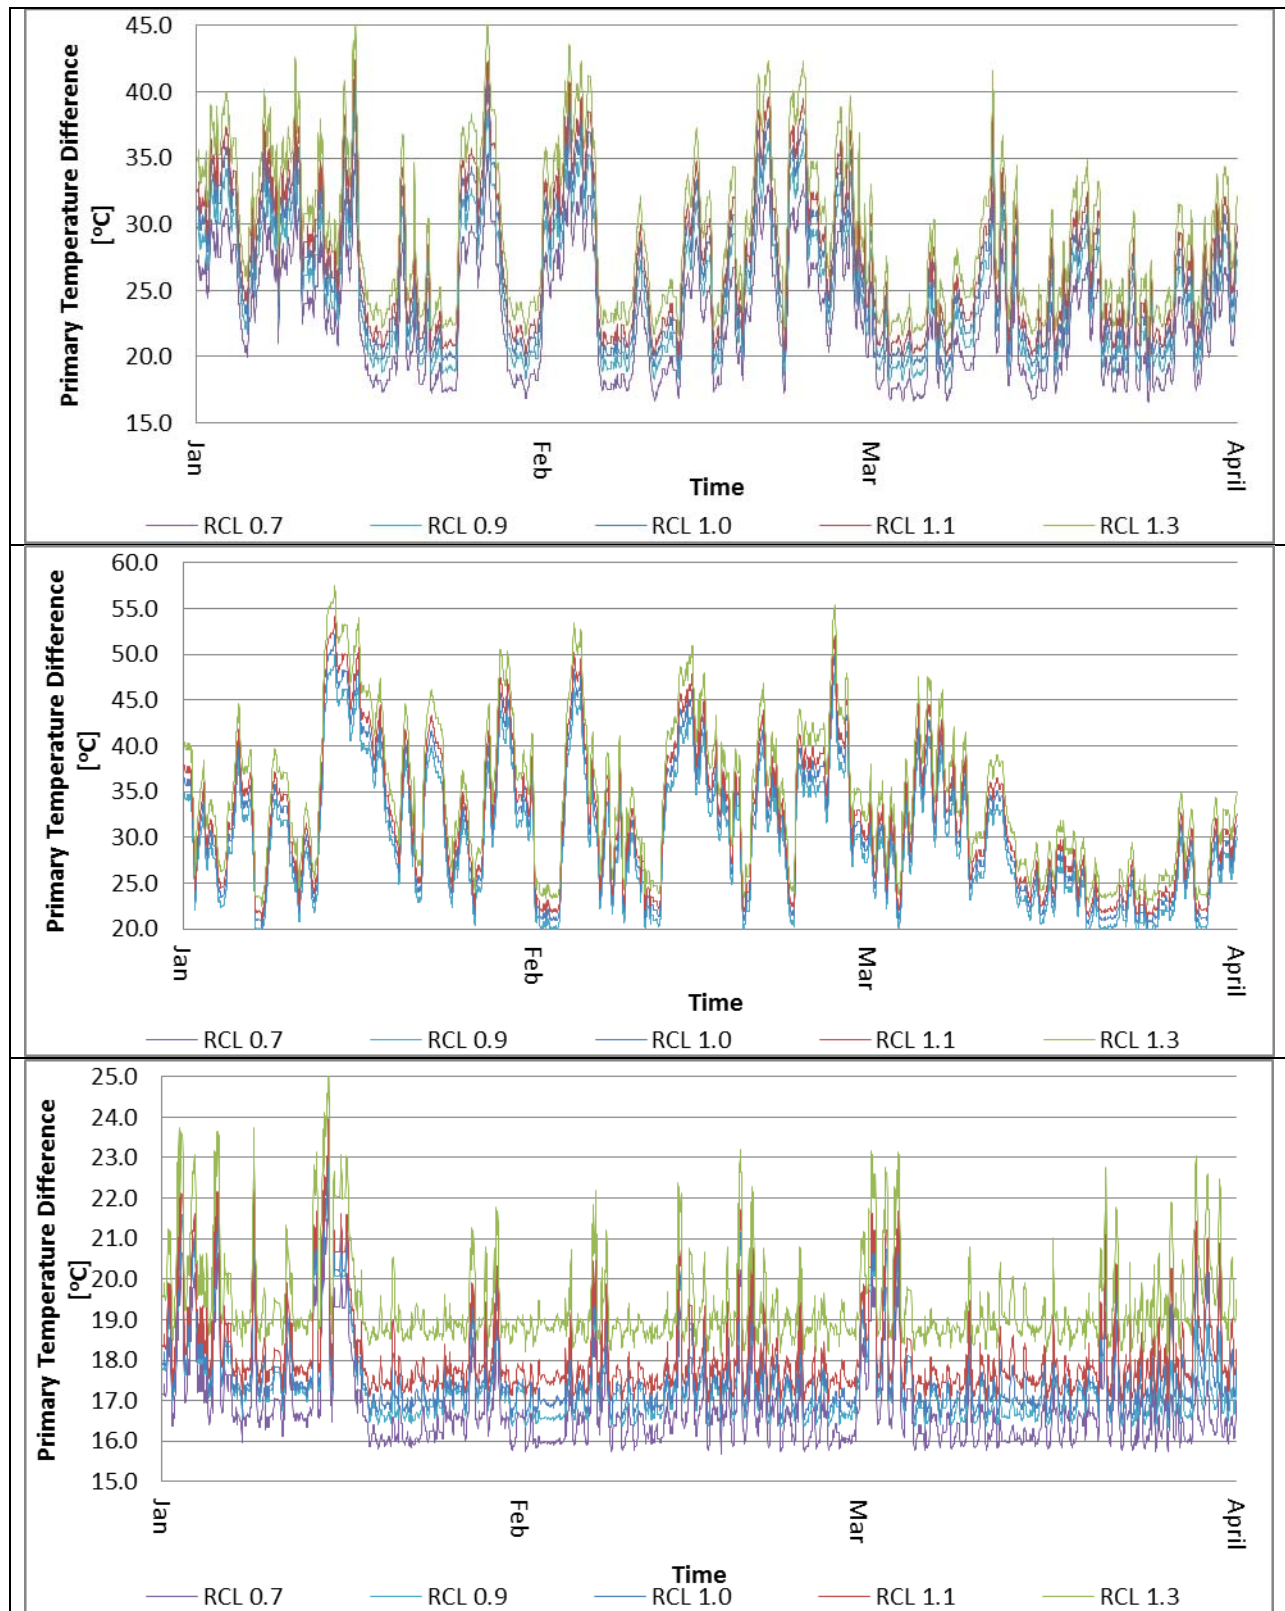 45.0
40.0
35.0
30.0
25.0
20.0
15.0
Primary Temperature Difference
[ºC]
Jan
Feb
Mar
April
Time
RCL 0.7
RCL 0.9
RCL 1.0
RCL 1.1
RCL 1.3
60.0
55.0
50.0
45.0
40.0
35.0
30.0
25.0
20.0
Primary Temperature Difference
[ºC]
Jan
Feb
Mar
April
Time
RCL 0.7
RCL 0.9
RCL 1.0
RCL 1.1
RCL 1.3
25.0
24.0
23.0
22.0
21.0
20.0
19.0
18.0
17.0
16.0
15.0
Primary Temperature Difference
[ºC]
Jan
Feb
Mar
April
Time
RCL 0.7
RCL 0.9
RCL 1.0
RCL 1.1
RCL 1.3